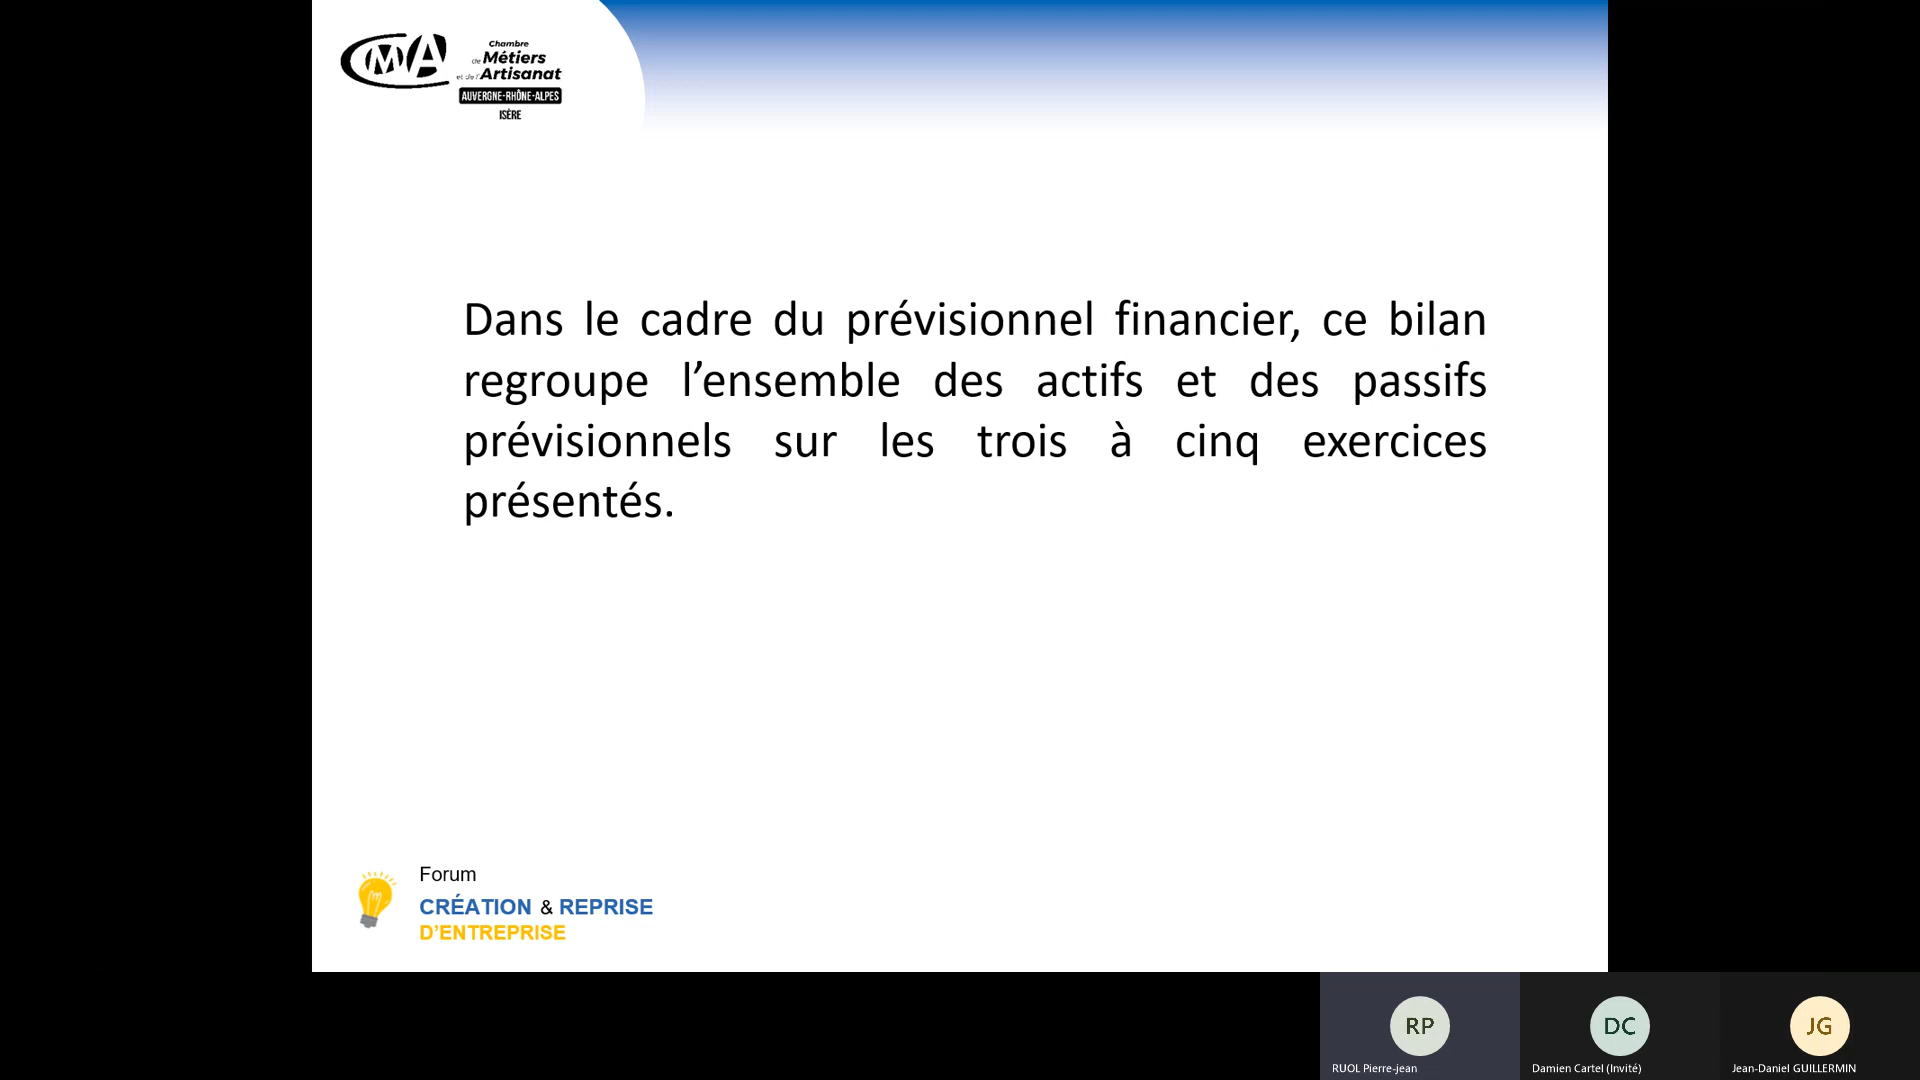 CMA
Chambre
de Métiers
et de l'Artisanat
AUVERGNE-RHÔNE-ALPES
ISÈRE
Dans le cadre du prévisionnel financier, ce bilan
regroupe l’ensemble des actifs et des passifs
prévisionnels sur les trois à cinq exercices
présentés.
Forum
CRÉATION & REPRISE
D’ENTREPRISE
RP
DC
JG
RUOL Pierre-jean
Damien Cartel (Invité)
Jean-Daniel GUILLERMIN